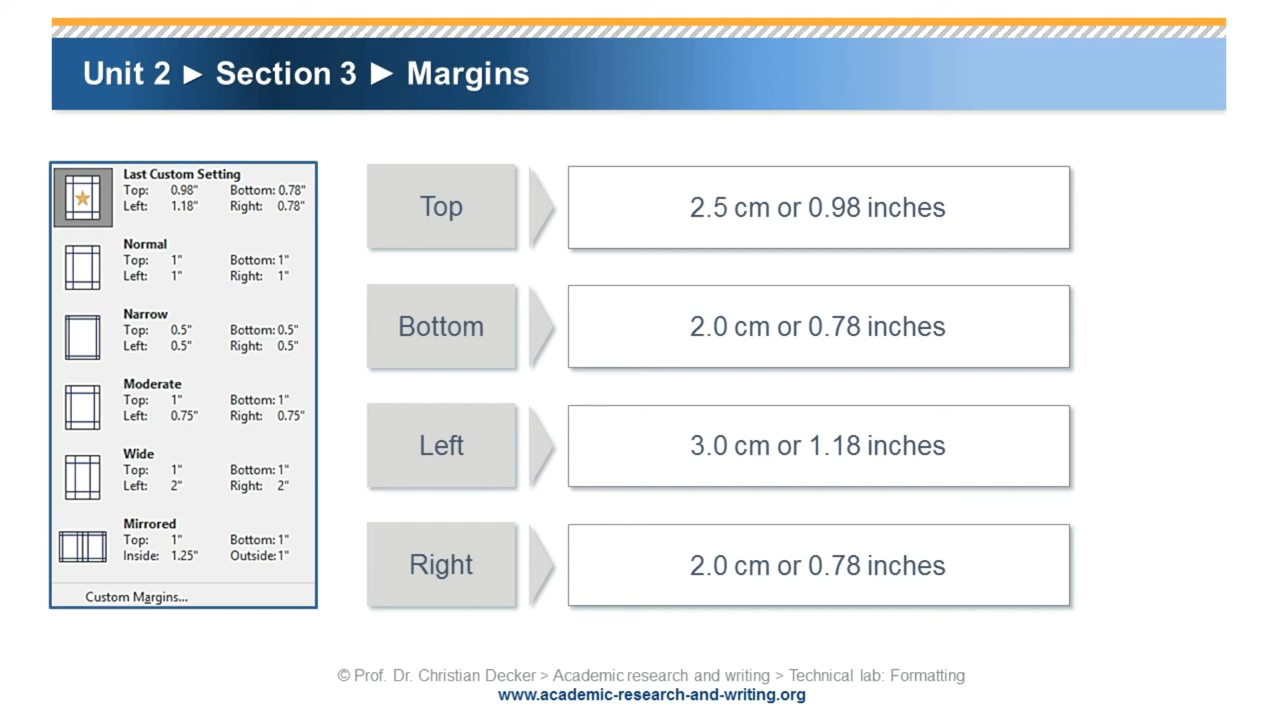 Unit 2 ► Section 3 ► Margins
Last Custom Setting
Top: 0.98" Bottom: 0.78"
Left: 1.18" Right: 0.78"
Normal
Top: 1" Bottom: 1"
Left: 1" Right: 1"
Narrow
Top: 0.5" Bottom: 0.5"
Left: 0.5" Right: 0.5"
Moderate
Top: 1" Bottom: 1"
Left: 0.75" Right: 0.75"
Wide
Top: 1" Bottom: 1"
Left: 2" Right: 2"
Mirrored
Top: 1" Bottom: 1"
Inside: 1.25" Outside: 1"
Custom Margins...
Top
2.5 cm or 0.98 inches
Bottom
2.0 cm or 0.78 inches
Left
3.0 cm or 1.18 inches
Right
2.0 cm or 0.78 inches
© Prof. Dr. Christian Decker > Academic research and writing > Technical lab: Formatting
www.academic-research-and-writing.org